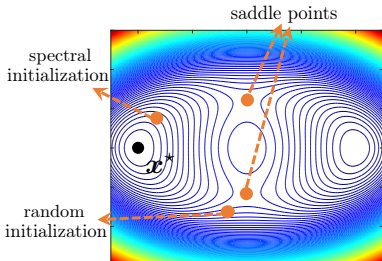 saddle points
spectral
initialization
x*
random
initialization